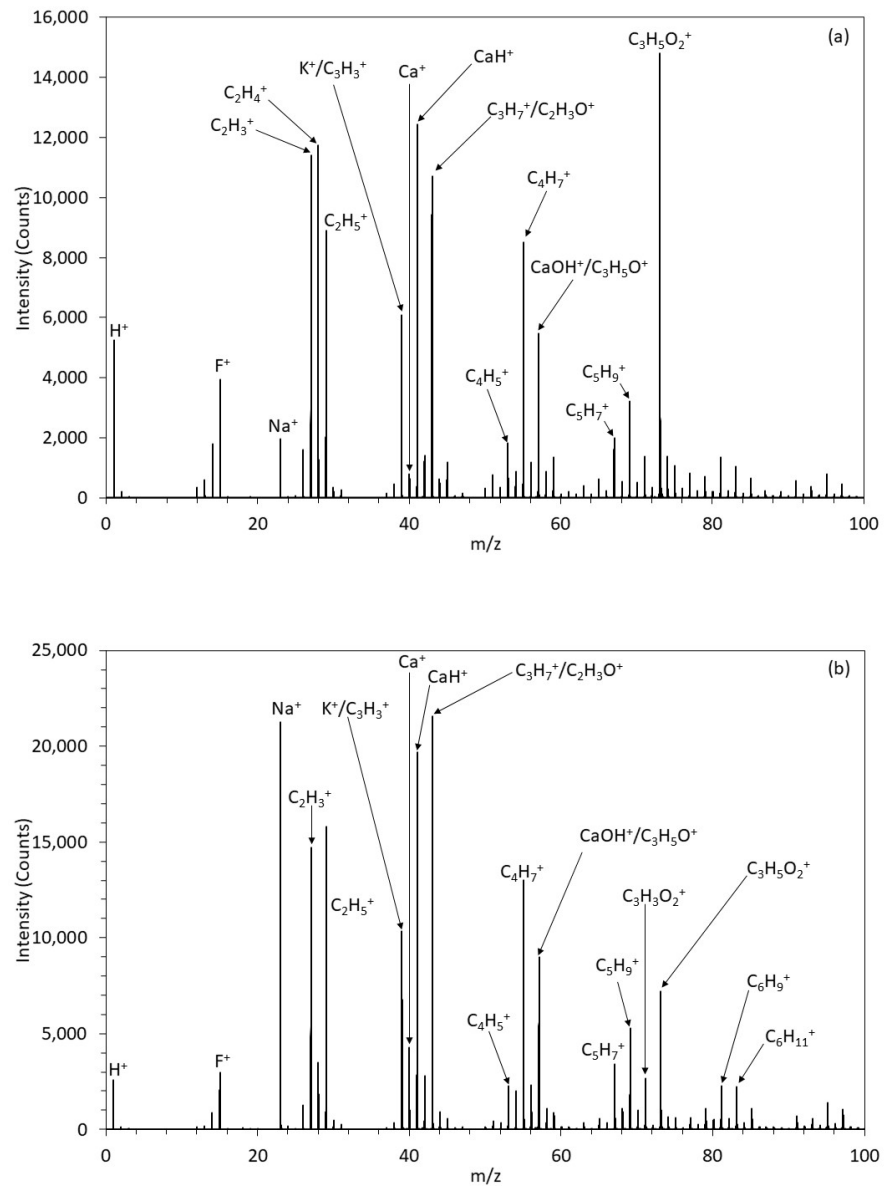 (a)
16,000
14,000
12,000
10,000
8,000
6,000
4,000
2,000
0
Intensity (Counts)
H⁺
F⁺
Na⁺
C₂H₃⁺
C₂H₄⁺
C₂H₅⁺
K⁺/C₃H₃⁺
Ca⁺
CaH⁺
C₃H₇⁺/C₂H₃O⁺
C₄H₅⁺
C₄H₇⁺
CaOH⁺/C₃H₅O⁺
C₅H₇⁺
C₅H₉⁺
C₃H₅O₂⁺
0 20 40 60 80 100
m/z
(b)
25,000
20,000
15,000
10,000
5,000
0
Intensity (Counts)
H⁺
F⁺
Na⁺
C₂H₃⁺
C₂H₅⁺
K⁺/C₃H₃⁺
Ca⁺
CaH⁺
C₃H₇⁺/C₂H₃O⁺
C₄H₅⁺
C₄H₇⁺
CaOH⁺/C₃H₅O⁺
C₅H₇⁺
C₅H₉⁺
C₃H₃O₂⁺
C₃H₅O₂⁺
C₆H₉⁺
C₆H₁₁⁺
0 20 40 60 80 100
m/z